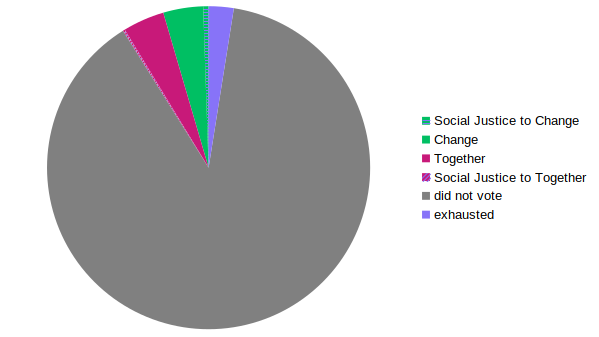 Social Justice to Change
Change
Together
Social Justice to Together
did not vote
exhausted